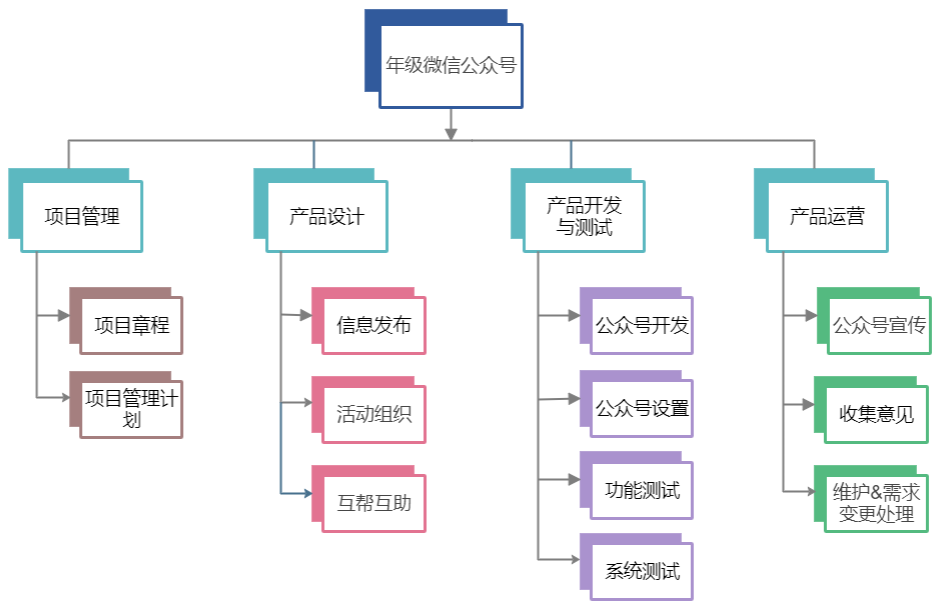 年级微信公众号
项目管理
产品设计
产品开发
与测试
产品运营
项目章程
项目管理计
划
信息发布
活动组织
互帮互助
公众号开发
公众号设置
功能测试
系统测试
公众号宣传
收集意见
维护&需求
变更处理